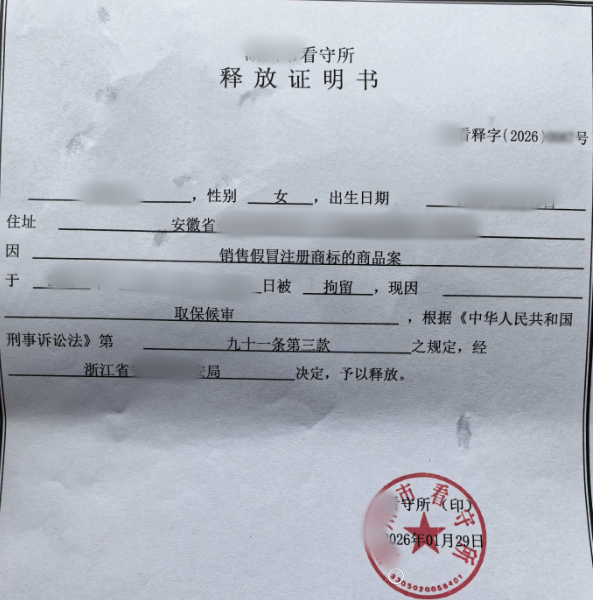 看守所
释放证明书
看释字(2026) 号
，性别 女 ，出生日期
住址 安徽省
因 销售假冒注册商标的商品案
于 日被 拘留 ，现因
取保候审 ，根据《中华人民共和国
刑事诉讼法》第 九十一条第三款 之规定，经
浙江省 局 决定，予以释放。
市看守所
看守所（印）
2026年01月29日